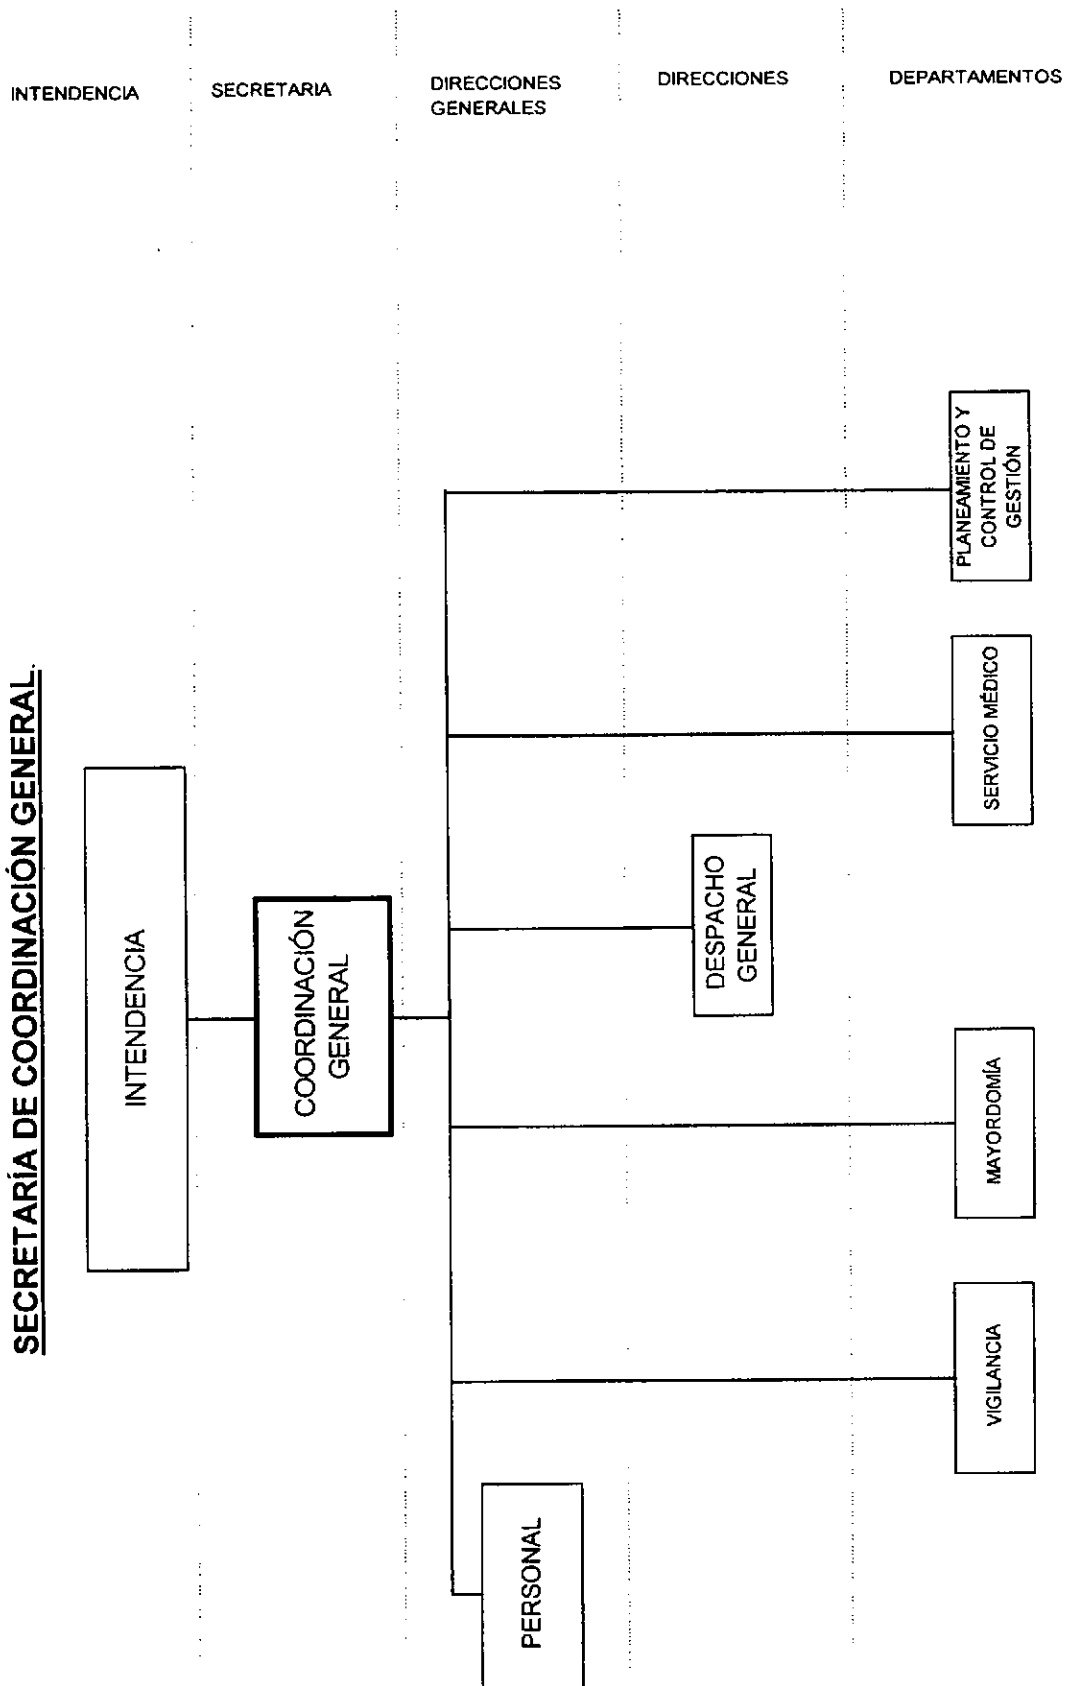 SECRETARÍA DE COORDINACIÓN GENERAL.
INTENDENCIA
SECRETARIA
DIRECCIONES
GENERALES
DIRECCIONES
DEPARTAMENTOS
INTENDENCIA
COORDINACIÓN
GENERAL
PERSONAL
DESPACHO
GENERAL
VIGILANCIA
MAYORDOMÍA
SERVICIO MÉDICO
PLANEAMIENTO Y
CONTROL DE
GESTIÓN